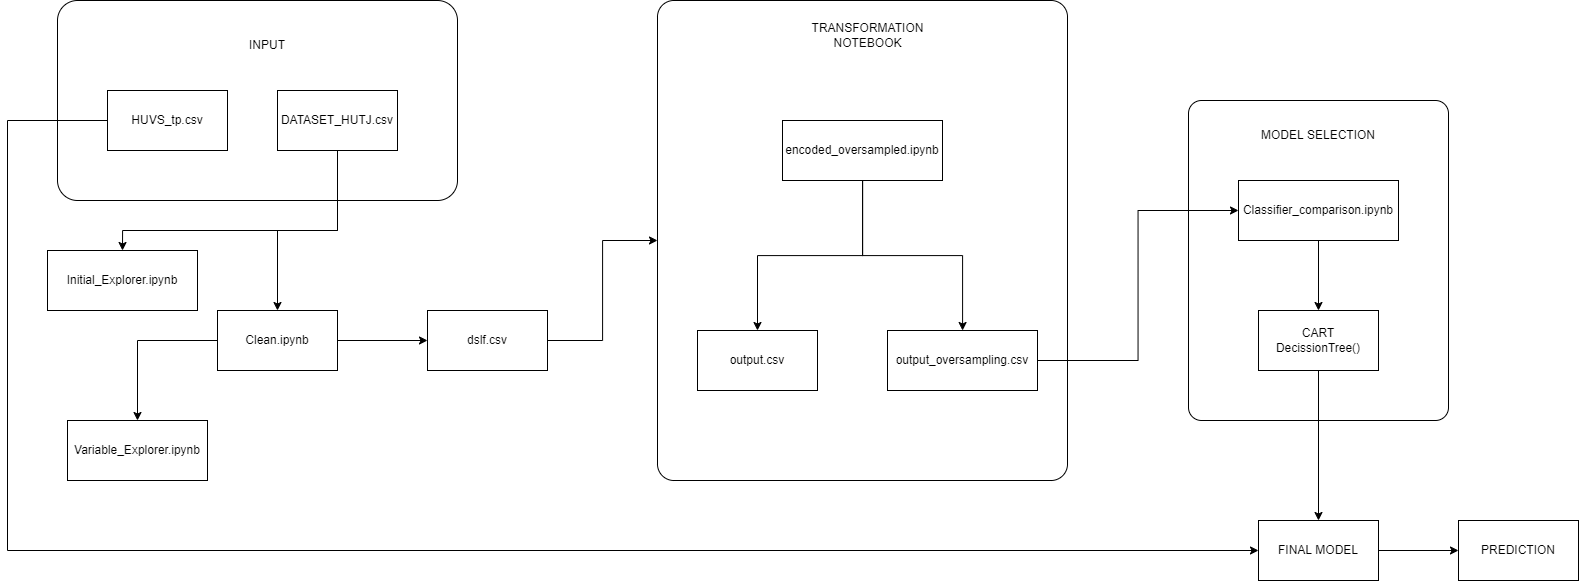 INPUT
HUVS_tp.csv
DATASET_HUTJ.csv
Initial_Explorer.ipynb
Clean.ipynb
dslf.csv
Variable_Explorer.ipynb
TRANSFORMATION
NOTEBOOK
encoded_oversampled.ipynb
output.csv
output_oversampling.csv
MODEL SELECTION
Classifier_comparison.ipynb
CART
DecissionTree()
FINAL MODEL
PREDICTION